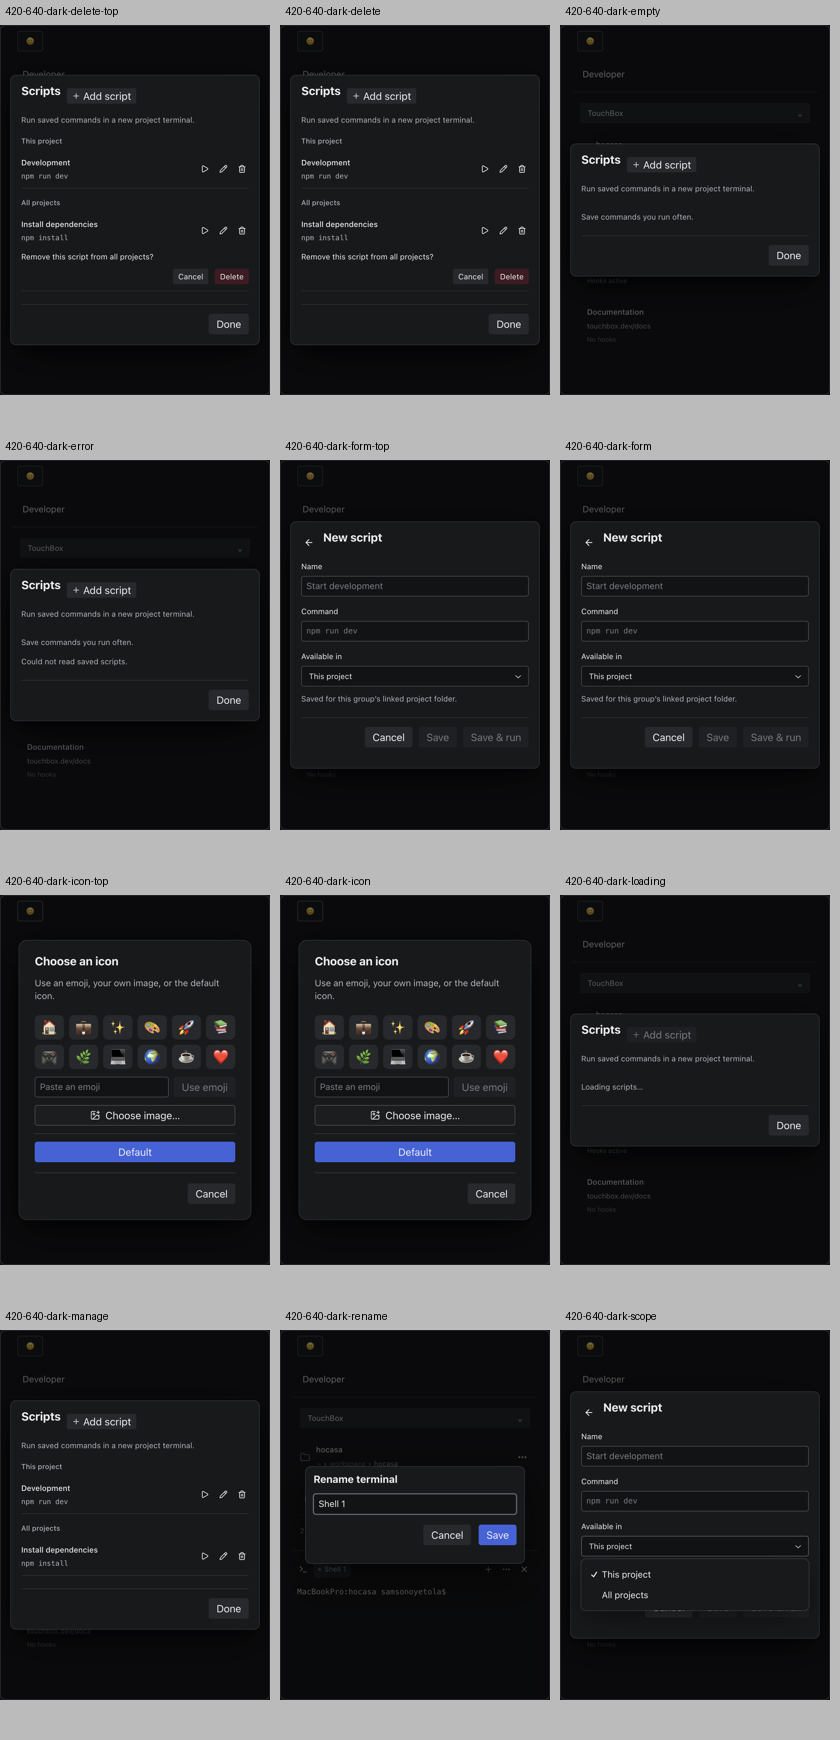 420-640-dark-delete-top
Developer
Scripts
+ Add script
Run saved commands in a new project terminal.
This project
Development
npm run dev
All projects
Install dependencies
npm install
Remove this script from all projects?
Cancel
Delete
Done
420-640-dark-delete
Developer
Scripts
+ Add script
Run saved commands in a new project terminal.
This project
Development
npm run dev
All projects
Install dependencies
npm install
Remove this script from all projects?
Cancel
Delete
Done
420-640-dark-empty
Developer
TouchBox
Scripts
+ Add script
Run saved commands in a new project terminal.
Save commands you run often.
Done
Hooks active
Documentation
touchbox.dev/docs
No hooks
420-640-dark-error
Developer
TouchBox
Scripts
+ Add script
Run saved commands in a new project terminal.
Save commands you run often.
Could not read saved scripts.
Done
Documentation
touchbox.dev/docs
No hooks
420-640-dark-form-top
Developer
New script
Name
Start development
Command
npm run dev
Available in
This project
Saved for this group's linked project folder.
Cancel
Save
Save & run
No hooks
420-640-dark-form
Developer
New script
Name
Start development
Command
npm run dev
Available in
This project
Saved for this group's linked project folder.
Cancel
Save
Save & run
No hooks
420-640-dark-icon-top
Choose an icon
Use an emoji, your own image, or the default
icon.
Paste an emoji
Use emoji
Choose image...
Default
Cancel
420-640-dark-icon
Choose an icon
Use an emoji, your own image, or the default
icon.
Paste an emoji
Use emoji
Choose image...
Default
Cancel
420-640-dark-loading
Developer
TouchBox
Scripts
+ Add script
Run saved commands in a new project terminal.
Loading scripts...
Done
Hooks active
Documentation
touchbox.dev/docs
No hooks
420-640-dark-manage
Developer
Scripts
+ Add script
Run saved commands in a new project terminal.
This project
Development
npm run dev
All projects
Install dependencies
npm install
Done
touchbox.dev/docs
No hooks
420-640-dark-rename
Developer
TouchBox
hocasa
workspace › hocasa
Rename terminal
Shell 1
Cancel
Save
Shell 1
MacBookPro:hocasa samsonoyetola$
420-640-dark-scope
Developer
New script
Name
Start development
Command
npm run dev
Available in
This project
✓ This project
All projects
No hooks